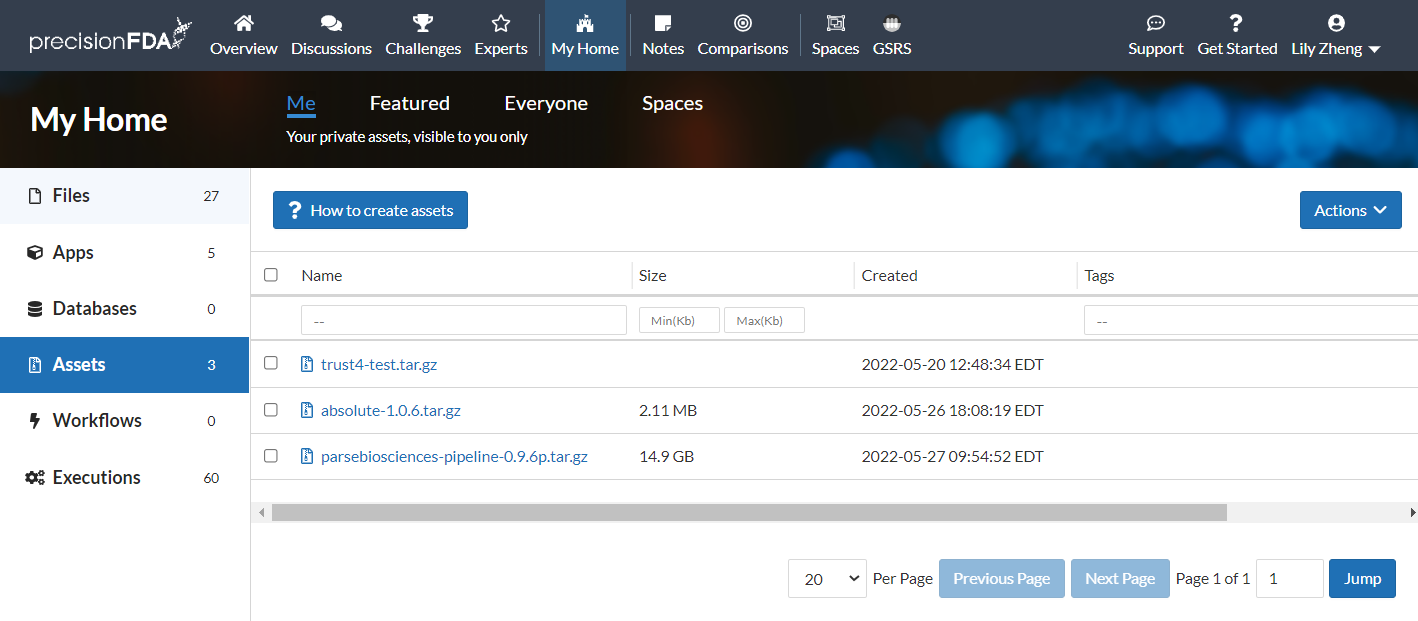 precisionFDA Overview Discussions Challenges Experts My Home Notes Comparisons Spaces GSRS Support Get Started Lily Zheng
My Home
Me Featured Everyone Spaces
Your private assets, visible to you only
Files 27
Apps 5
Databases 0
Assets 3
Workflows 0
Executions 60
? How to create assets Actions
Name Size Created Tags
-- Min(Kb) Max(Kb) --
trust4-test.tar.gz 2022-05-20 12:48:34 EDT
absolute-1.0.6.tar.gz 2.11 MB 2022-05-26 18:08:19 EDT
parsebiosciences-pipeline-0.9.6p.tar.gz 14.9 GB 2022-05-27 09:54:52 EDT
20 Per Page Previous Page Next Page Page 1 of 1 1 Jump